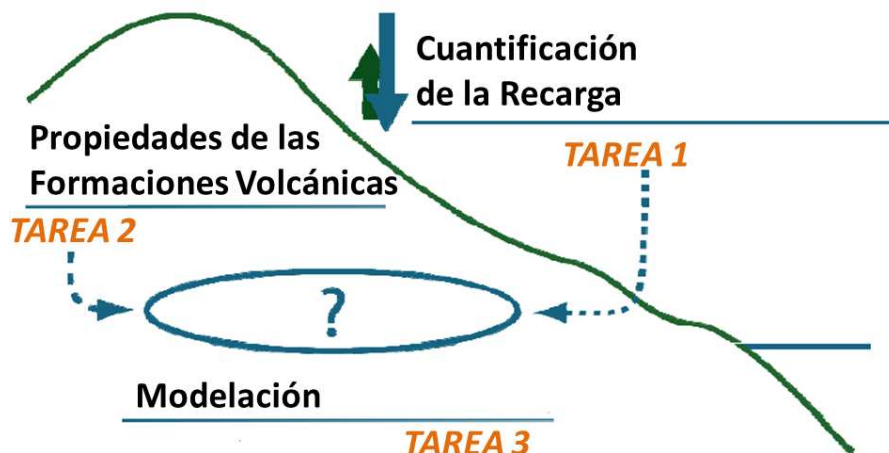 Cuantificación
de la Recarga
TAREA 1
Propiedades de las
Formaciones Volcánicas
TAREA 2
?
Modelación
TAREA 3